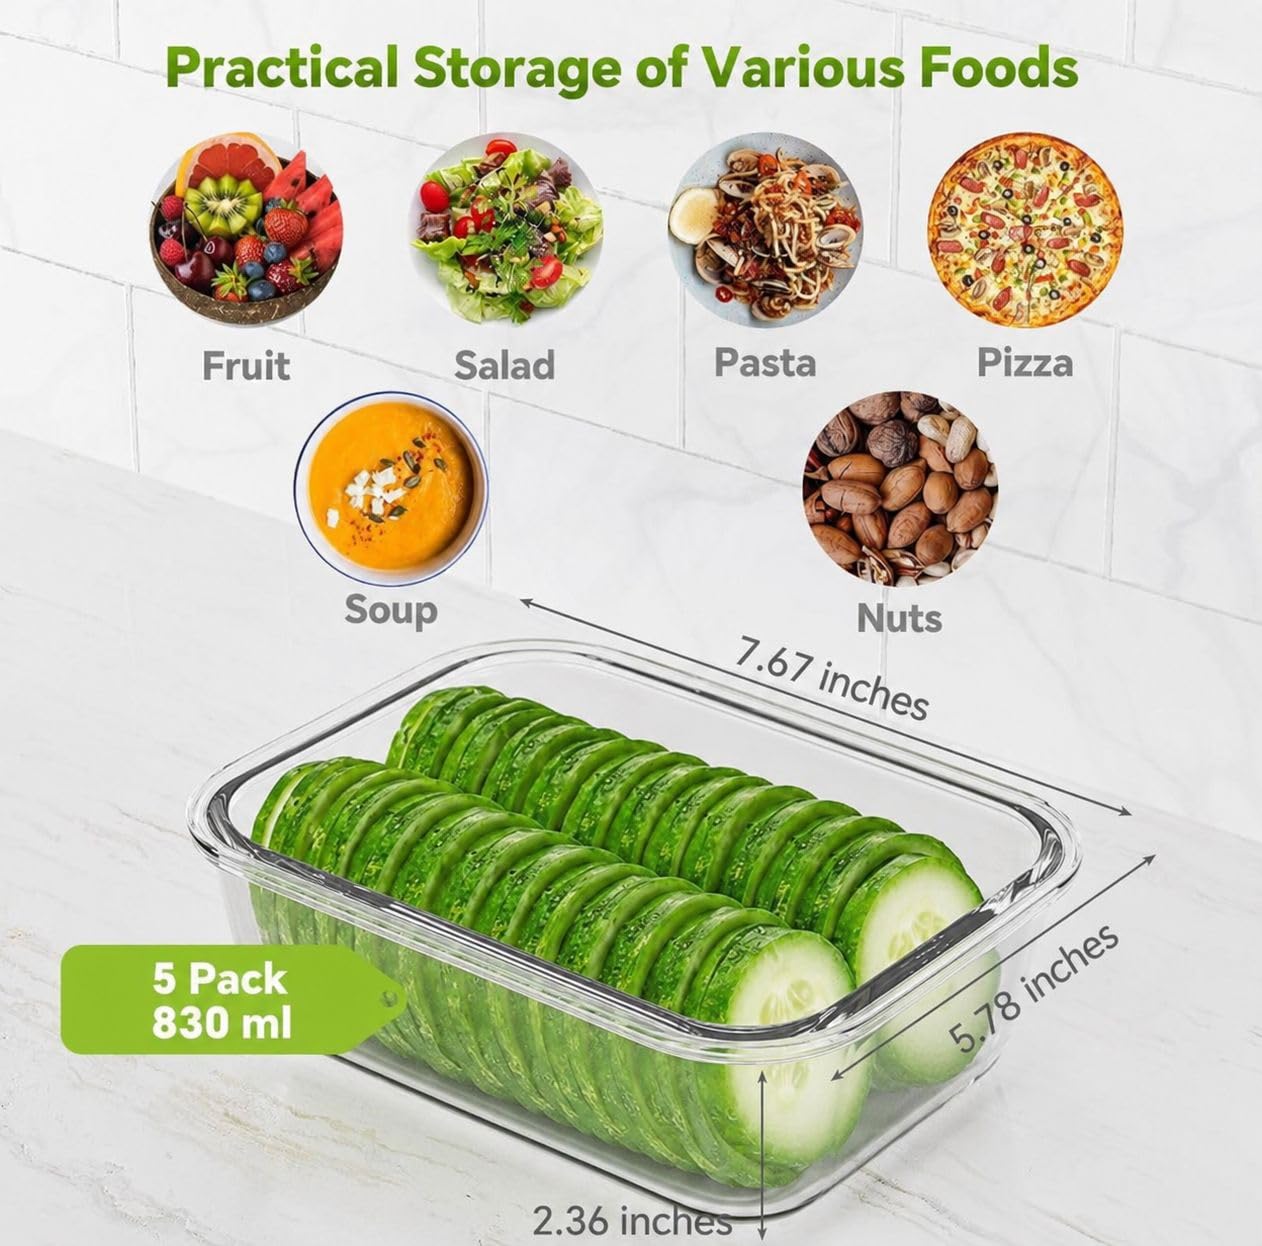 Practical Storage of Various Foods
Fruit
Salad
Pasta
Pizza
Soup
Nuts
7.67 inches
5.78 inches
5 Pack
830 ml
2.36 inches